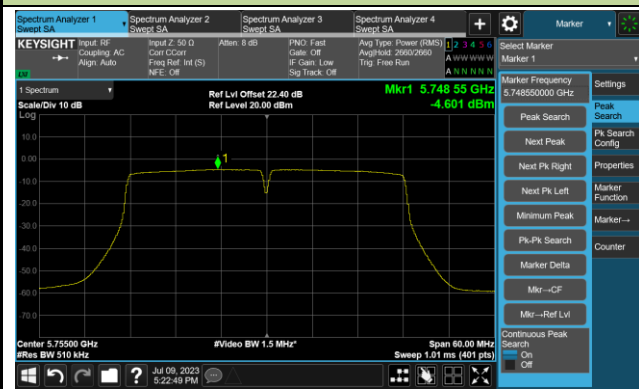 Spectrum Analyzer 1
Swept SA
Spectrum Analyzer 2
Swept SA
Spectrum Analyzer 3
Swept SA
Spectrum Analyzer 4
Swept SA
+
Marker
KEYSIGHT
Input: RF
Coupling: AC
Align: Auto
Input Z: 50 Ω
Corr CCorr
Freq Ref: Int (S)
NFE: Off
Atten: 8 dB
PNO: Fast
Gate: Off
IF Gain: Low
Sig Track: Off
Avg Type: Power (RMS)
Avg|Hold: 2660/2660
Trig: Free Run
1 2 3 4 5 6
A W W W W W
A N N N N N
Select Marker
Marker 1
1 Spectrum
Scale/Div 10 dB
Log
Ref Lvl Offset 22.40 dB
Ref Level 20.00 dBm
Mkr1 5.748 55 GHz
-4.601 dBm
10.0
0.00
-10.0
-20.0
-30.0
-40.0
-50.0
-60.0
-70.0
1
Center 5.75500 GHz
#Res BW 510 kHz
#Video BW 1.5 MHz*
Span 60.00 MHz
Sweep 1.01 ms (401 pts)
Marker Frequency
5.748550000 GHz
Peak Search
Next Peak
Next Pk Right
Next Pk Left
Minimum Peak
Pk-Pk Search
Marker Delta
Mkr→CF
Mkr→Ref Lvl
Continuous Peak
Search
On
Off
Settings
Peak
Search
Pk Search
Config
Properties
Marker
Function
Marker→
Counter
?
Jul 09, 2023
5:22:49 PM